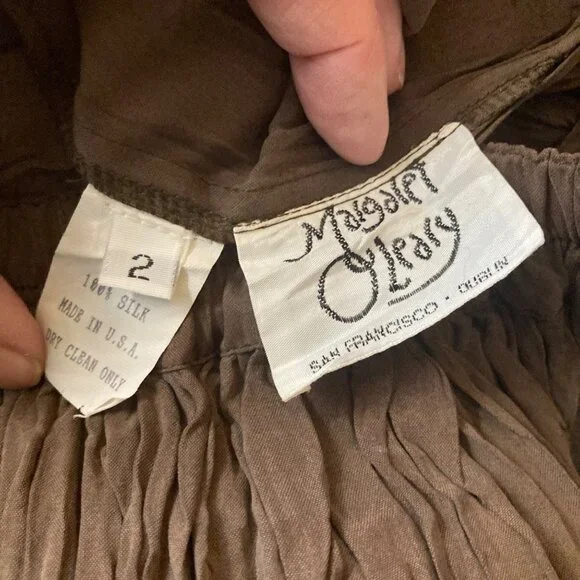 2
100% SILK
MADE IN U.S.A.
DRY CLEAN ONLY
Margaret
O'Leary
SAN FRANCISCO · DUBLIN